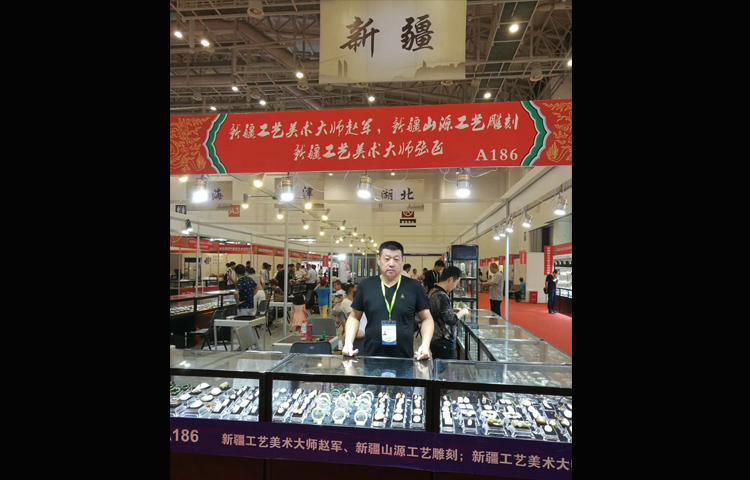 新疆
新疆工艺美术大师赵军，新疆山源工艺雕刻
新疆工艺美术大师张飞
A186
海
津
湖北
A186
新疆工艺美术大师赵军、新疆山源工艺雕刻；新疆工艺美术大